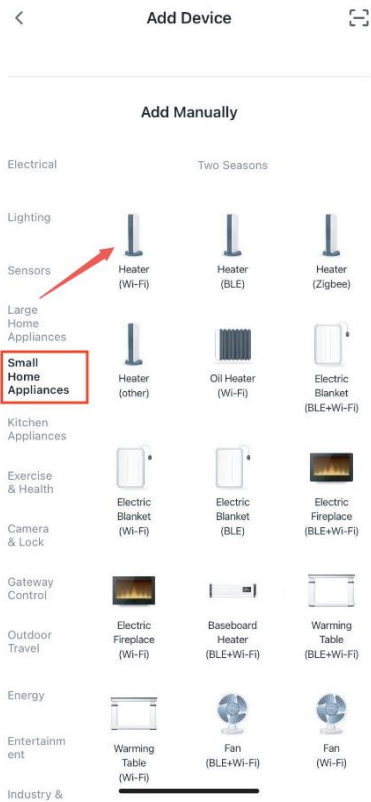 Add Device
Add Manually
Electrical
Lighting
Sensors
Large
Home
Appliances
Small
Home
Appliances
Kitchen
Appliances
Exercise
& Health
Camera
& Lock
Gateway
Control
Outdoor
Travel
Energy
Entertainm
ent
Industry &
Two Seasons
Heater
(Wi-Fi)
Heater
(BLE)
Heater
(Zigbee)
Heater
(other)
Oil Heater
(Wi-Fi)
Electric
Blanket
(BLE+Wi-Fi)
Electric
Blanket
(Wi-Fi)
Electric
Blanket
(BLE)
Electric
Fireplace
(BLE+Wi-Fi)
Electric
Fireplace
(Wi-Fi)
Baseboard
Heater
(BLE+Wi-Fi)
Warming
Table
(BLE+Wi-Fi)
Warming
Table
(Wi-Fi)
Fan
(BLE+Wi-Fi)
Fan
(Wi-Fi)